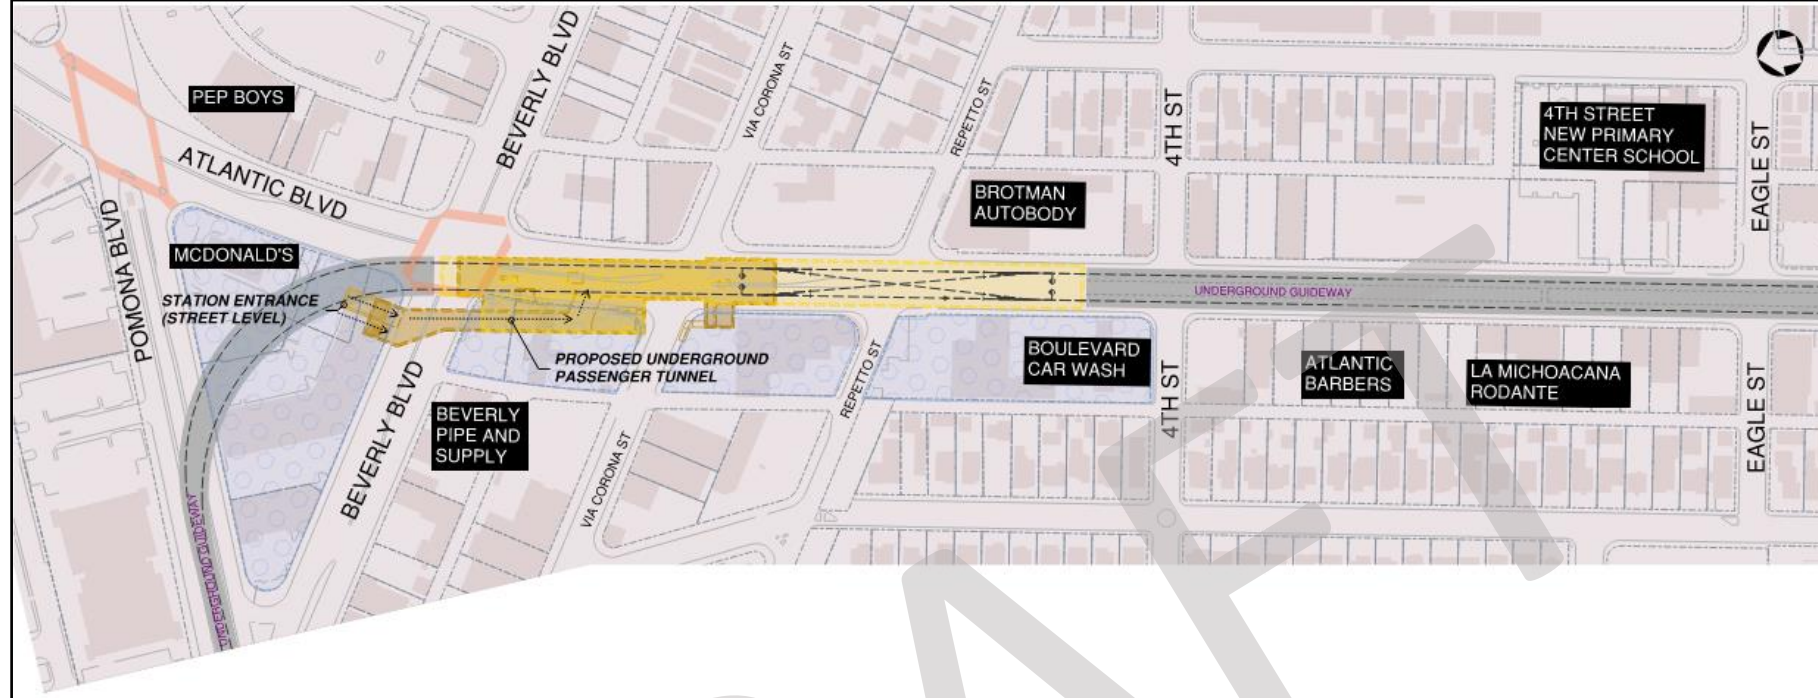 PEP BOYS
BEVERLY BLVD
VIA CORONA ST
REPETTO ST
4TH ST
4TH STREET
NEW PRIMARY
CENTER SCHOOL
EAGLE ST
ATLANTIC BLVD
BROTMAN
AUTOBODY
POMONA BLVD
MCDONALD'S
STATION ENTRANCE
(STREET LEVEL)
UNDERGROUND GUIDEWAY
PROPOSED UNDERGROUND
PASSENGER TUNNEL
BOULEVARD
CAR WASH
ATLANTIC
BARBERS
LA MICHOACANA
RODANTE
REPETTO ST
4TH ST
EAGLE ST
BEVERLY BLVD
BEVERLY
PIPE AND
SUPPLY
VIA CORONA ST
UNDERGROUND GUIDEWAY